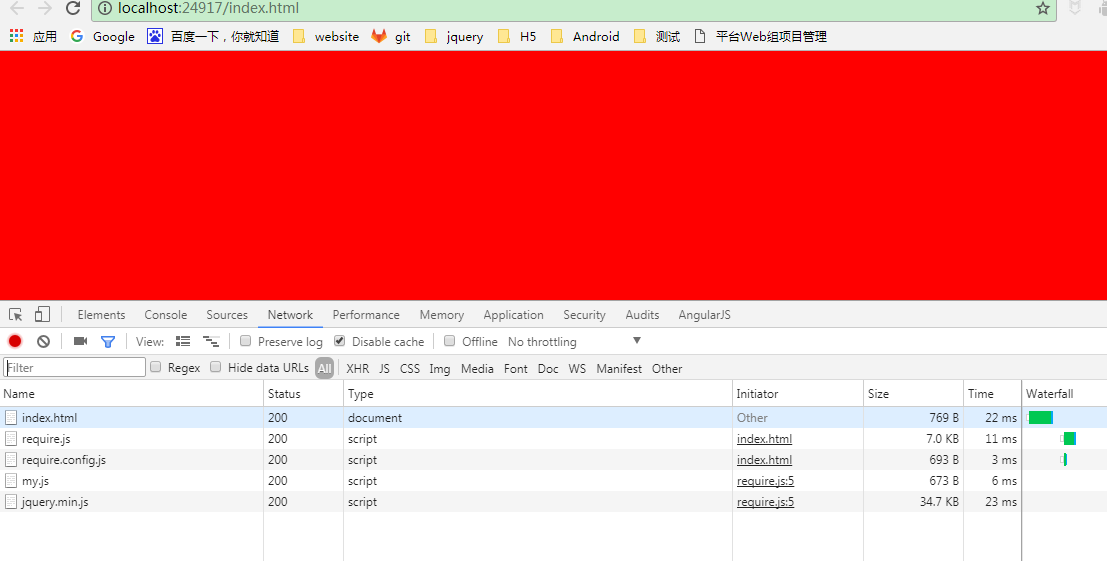 localhost:24917/index.html
应用 Google 百度一下，你就知道 website git jquery H5 Android 测试 平台Web组项目管理
Elements Console Sources Network Performance Memory Application Security Audits AngularJS
View: Preserve log Disable cache Offline No throttling
Filter Regex Hide data URLs All XHR JS CSS Img Media Font Doc WS Manifest Other
Name Status Type Initiator Size Time Waterfall
index.html 200 document Other 769 B 22 ms
require.js 200 script index.html 7.0 KB 11 ms
require.config.js 200 script index.html 693 B 3 ms
my.js 200 script require.js:5 673 B 6 ms
jquery.min.js 200 script require.js:5 34.7 KB 23 ms